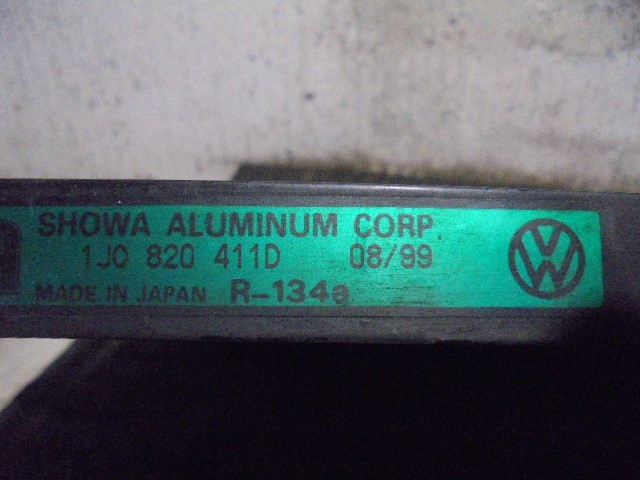 SHOWA ALUMINUM CORP.
1J0 820 411D 08/99
MADE IN JAPAN R-134a